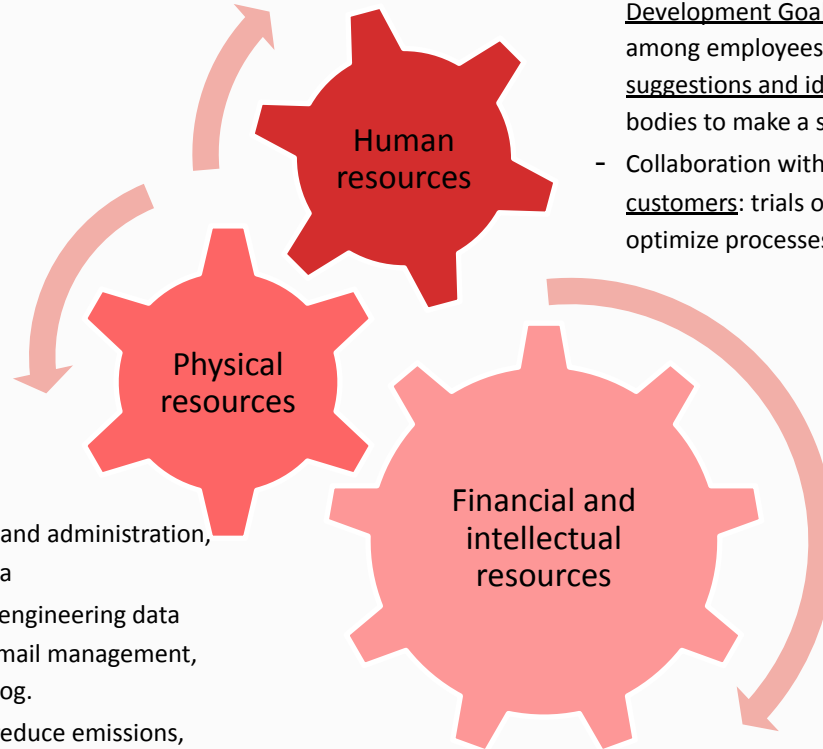 Development Goa
among employees
suggestions and id
bodies to make a s
- Collaboration with
customers: trials o
optimize processes
Human
resources
Physical
resources
Financial and
intellectual
resources
and administration,
a
engineering data
mail management,
og.
educe emissions,